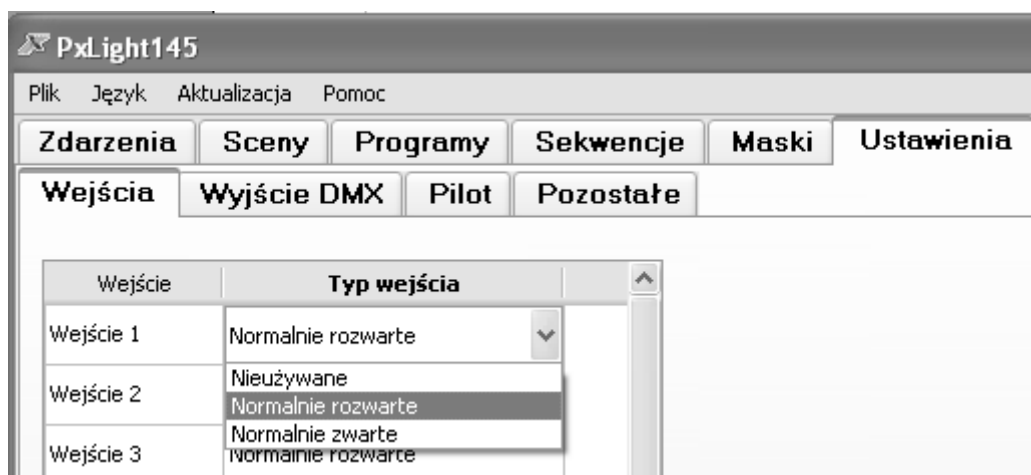 PxLight145
Plik Język Aktualizacja Pomoc
Zdarzenia Sceny Programy Sekwencje Maski Ustawienia
Wejścia Wyjście DMX Pilot Pozostałe
Wejście Typ wejścia
Wejście 1 Normalnie rozwarte
Nieużywane
Wejście 2 Normalnie rozwarte
Normalnie zwarte
Wejście 3 Normalnie rozwarte